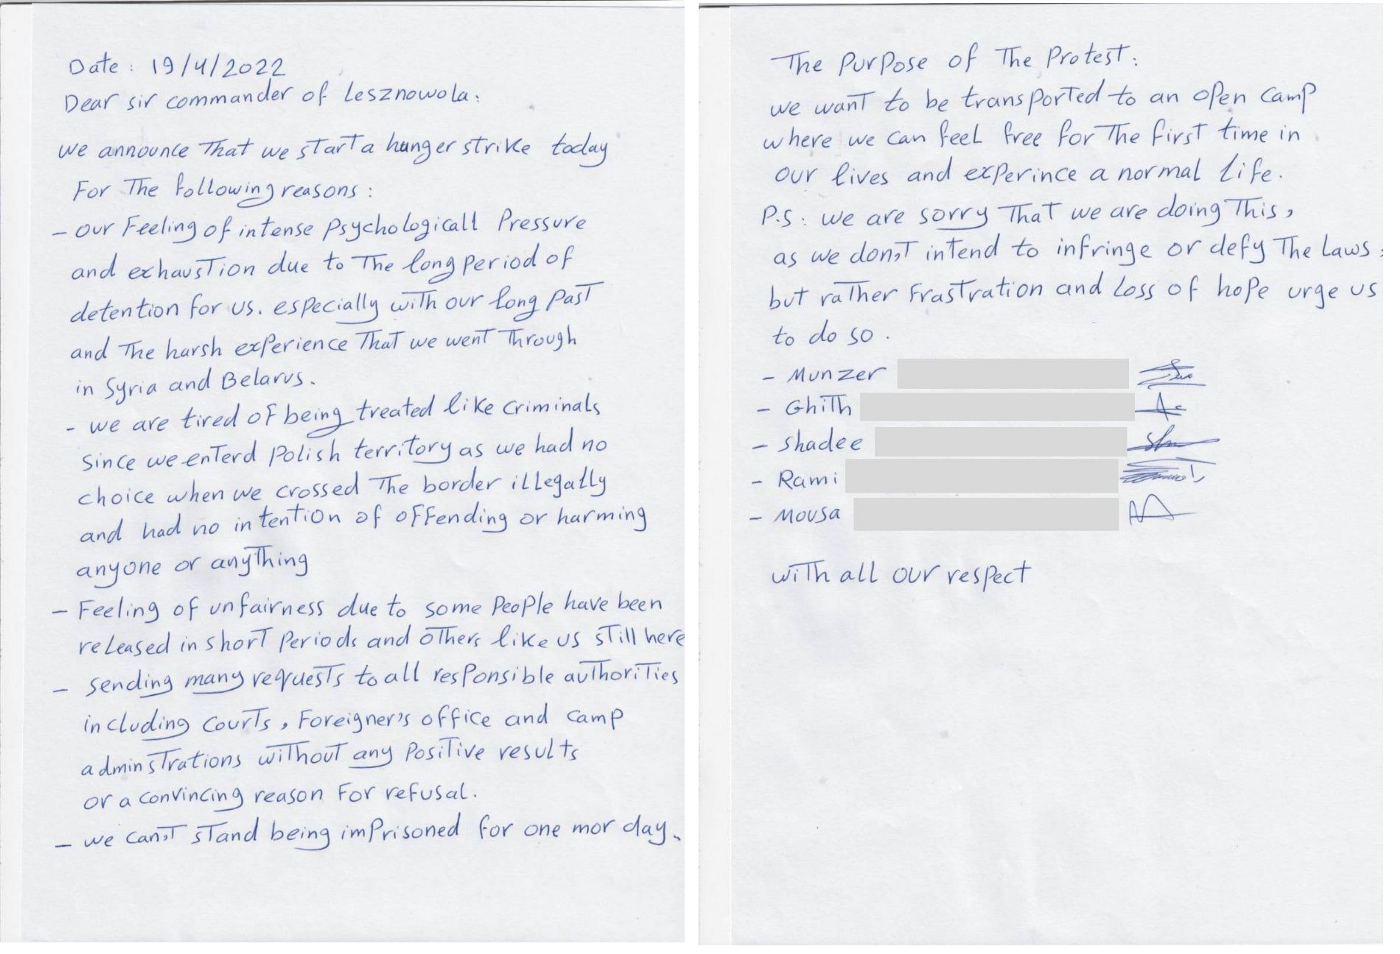 Date: 19/4/2022
Dear sir commander of Lesznowola:
we announce That we start a hunger strike today
For The following reasons:
- our Feeling of intense Psychologicall Pressure
and exhaustion due to The long period of
detention for us. especially with our long Past
and The harsh experience That we went Through
in Syria and Belarus.
- we are tired of being treated like criminals
since we enterd polish territory as we had no
choice when we crossed The border illegally
and had no intention of offending or harming
anyone or anyThing
- Feeling of unfairness due to some People have been
released in short Periods and oThers like us still here
- sending many requests to all responsible auThorities
including courts, Foreigner's office and camp
adminstrations wiThout any Positive results
or a convincing reason For refusal.
- we can,t stand being imprisoned for one mor day.
The Purpose of The Protest:
we want to be transported to an open camp
where we can feel free for The first time in
our lives and experince a normal life.
P.S: we are sorry That we are doing This,
as we don,t intend to infringe or defy The Laws:
but raTher Frastration and Loss of hope urge us
to do so.
- Munzer
- GhiTh
- shadee
- Rami
- Mousa
wiTh all our respect